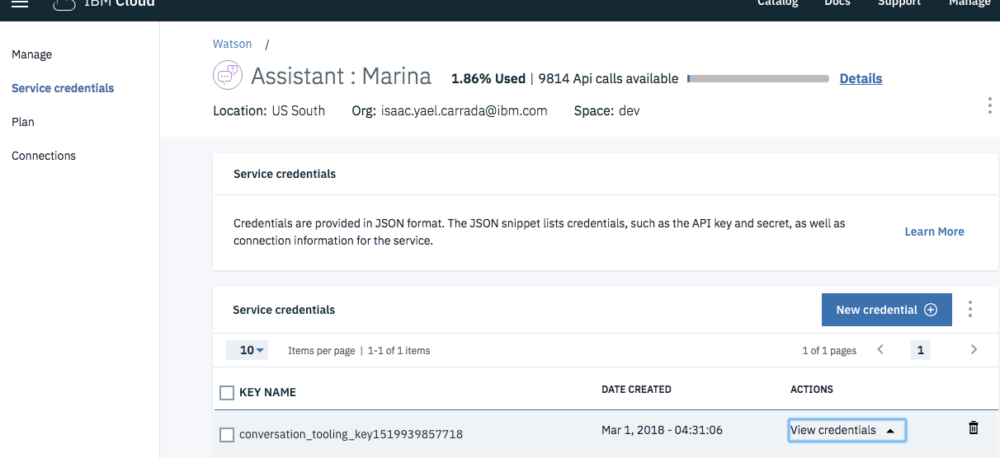 IBM Cloud Catalog Docs Support Manage
Manage
Service credentials
Plan
Connections
Watson /
Assistant : Marina 1.86% Used | 9814 Api calls available Details
Location: US South Org: isaac.yael.carrada@ibm.com Space: dev
Service credentials
Credentials are provided in JSON format. The JSON snippet lists credentials, such as the API key and secret, as well as
connection information for the service.
Learn More
Service credentials
New credential
10 Items per page | 1-1 of 1 items 1 of 1 pages 1
KEY NAME DATE CREATED ACTIONS
conversation_tooling_key1519939857718 Mar 1, 2018 - 04:31:06 View credentials